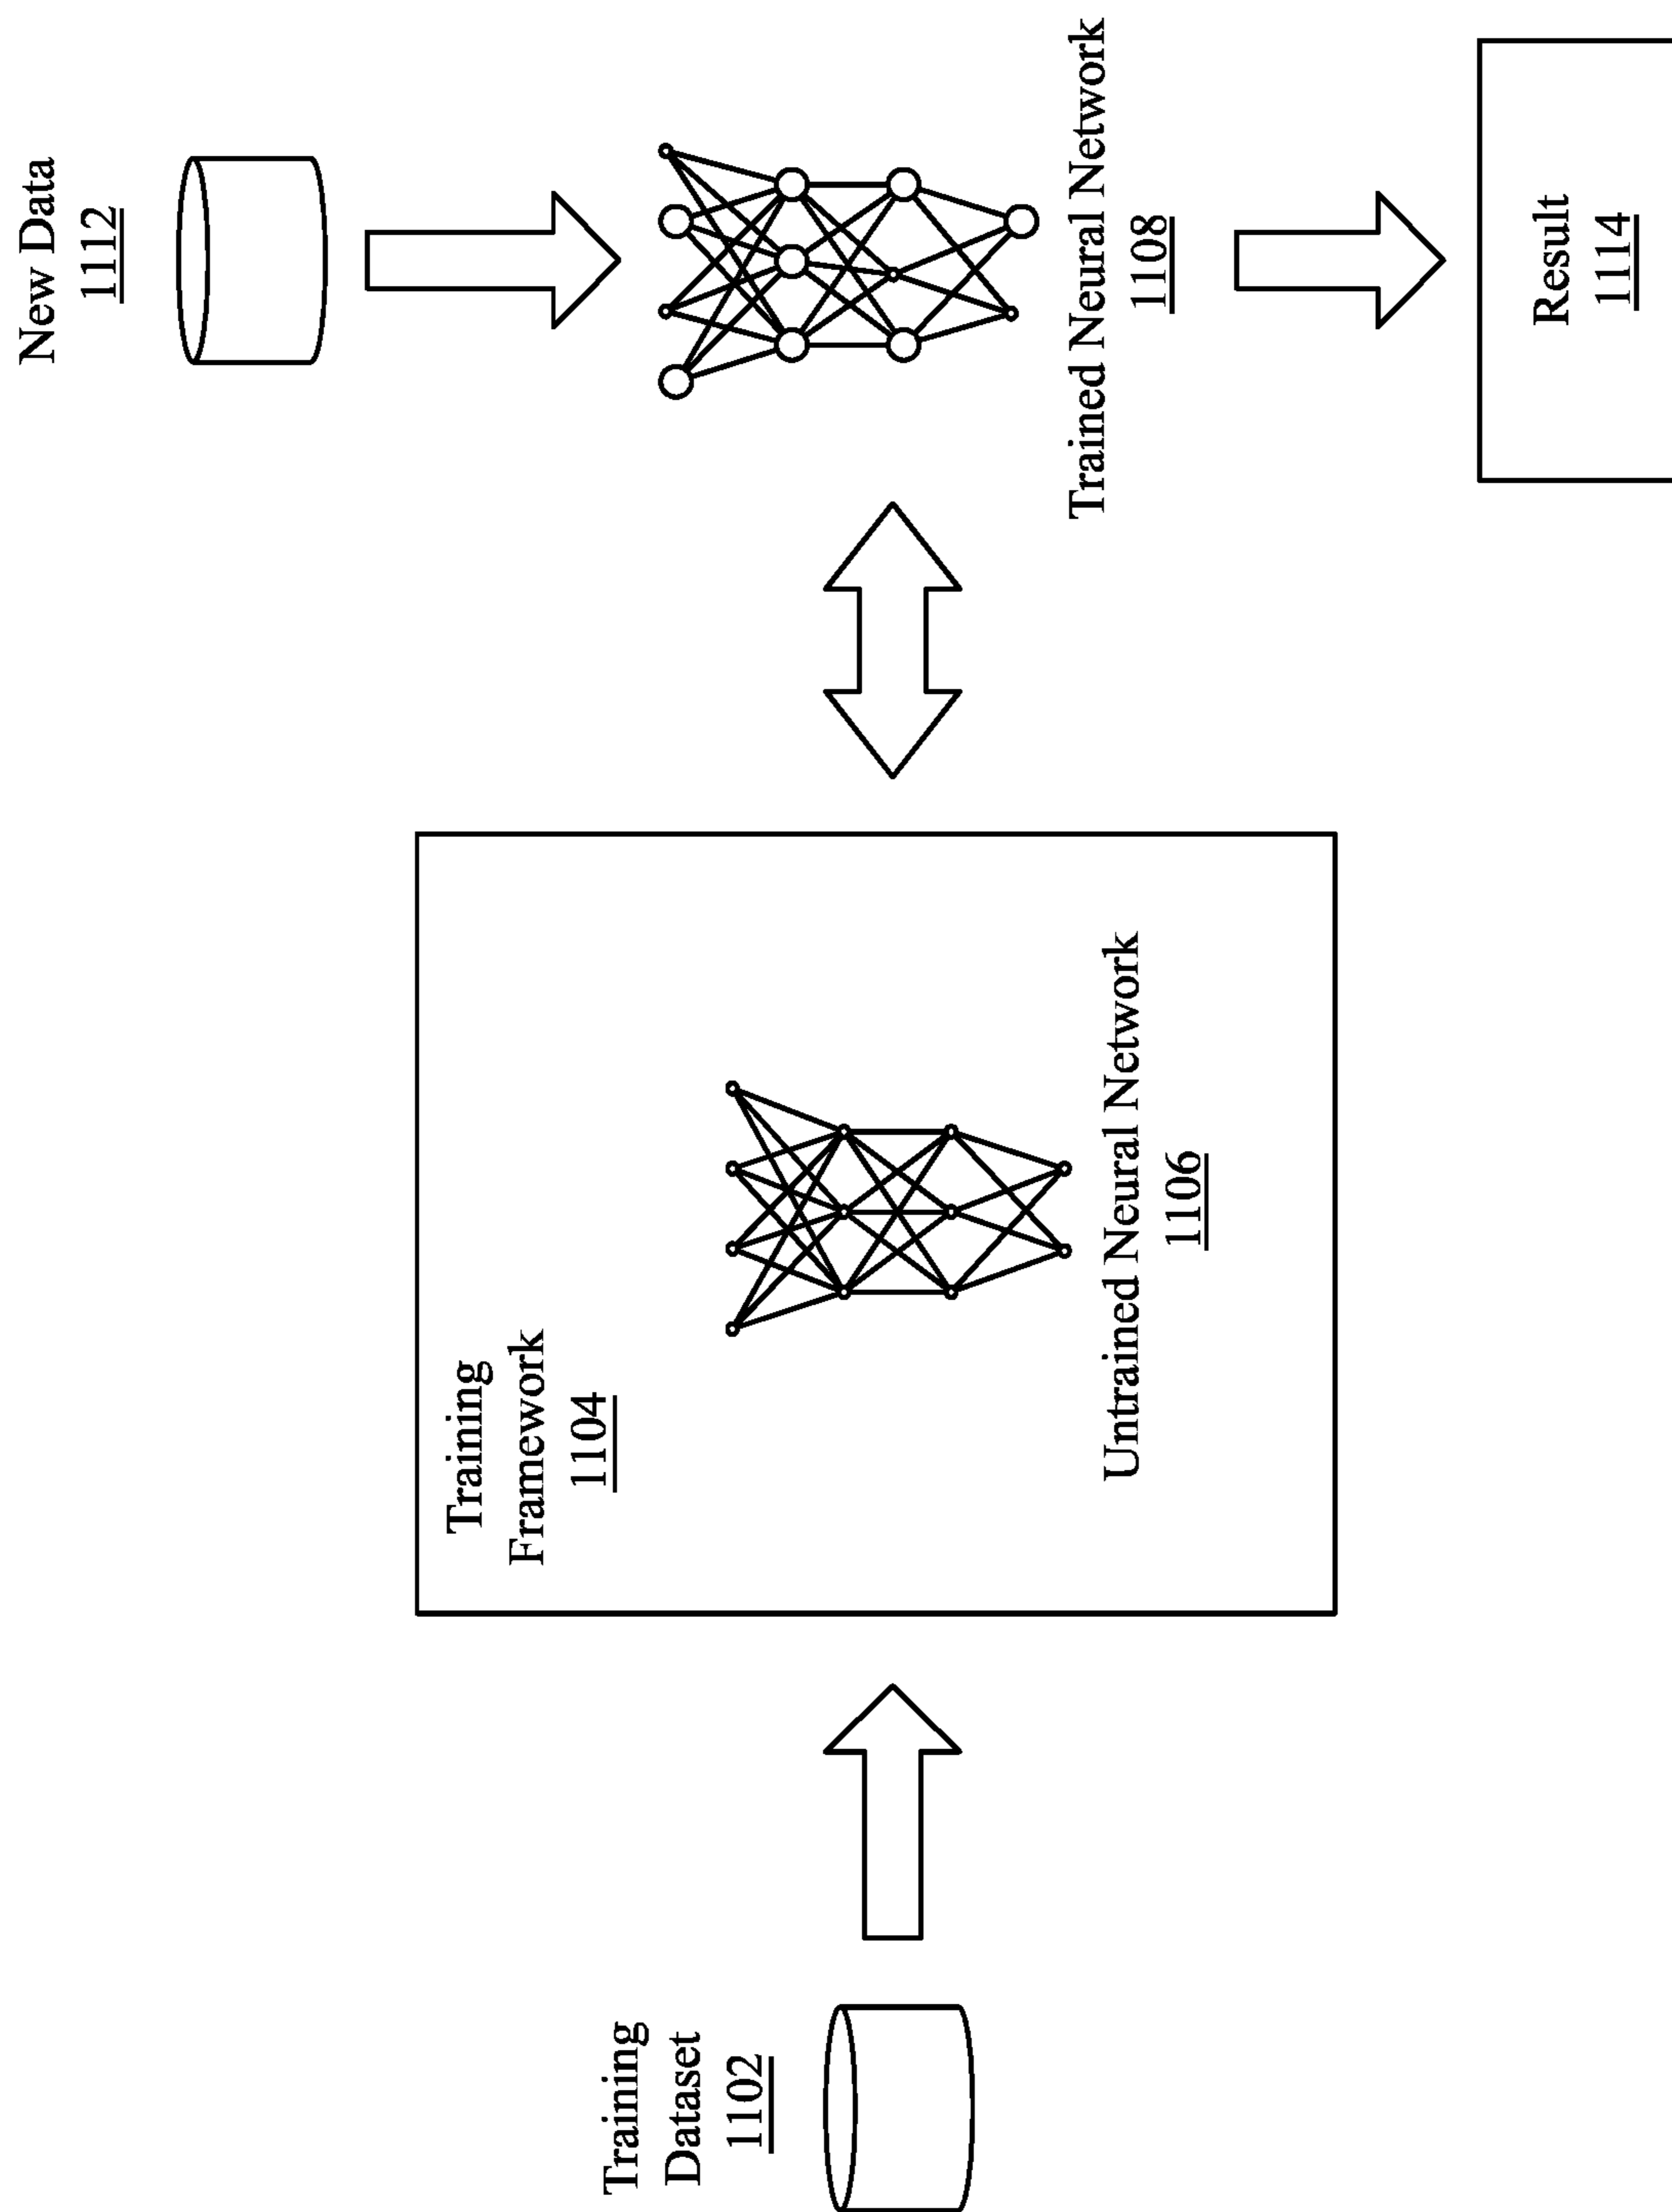 Training
Dataset
1102
Training
Framework
1104
Untrained Neural Network
1106
New Data
1112
Trained Neural Network
1108
Result
1114